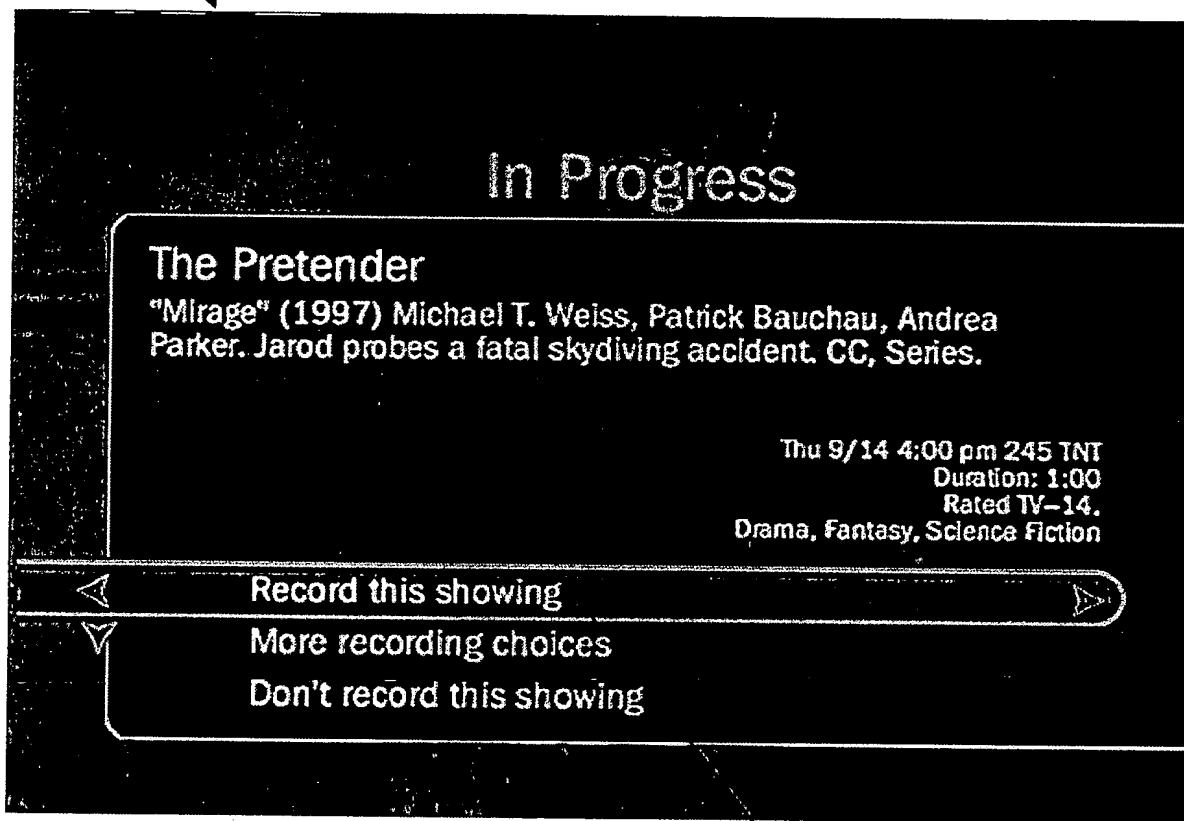 In Progress
The Pretender
"Mirage" (1997) Michael T. Weiss, Patrick Bauchau, Andrea
Parker. Jarod probes a fatal skydiving accident. CC, Series.
Thu 9/14 4:00 pm 245 TNT
Duration: 1:00
Rated TV-14.
Drama, Fantasy, Science Fiction
Record this showing
More recording choices
Don't record this showing